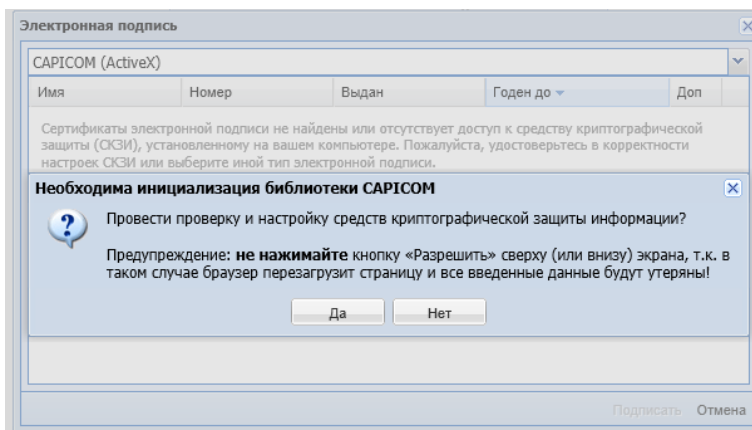 Электронная подпись
CAPICOM (ActiveX)
Имя Номер Выдан Годен до Доп
Сертификаты электронной подписи не найдены или отсутствует доступ к средству криптографической
защиты (СКЗИ), установленному на вашем компьютере. Пожалуйста, удостоверьтесь в корректности
настроек СКЗИ или выберите иной тип электронной подписи.
Необходима инициализация библиотеки CAPICOM
Провести проверку и настройку средств криптографической защиты информации?
Предупреждение: не нажимайте кнопку «Разрешить» сверху (или внизу) экрана, т.к. в
таком случае браузер перезагрузит страницу и все введенные данные будут утеряны!
Да Нет
Подписать Отмена